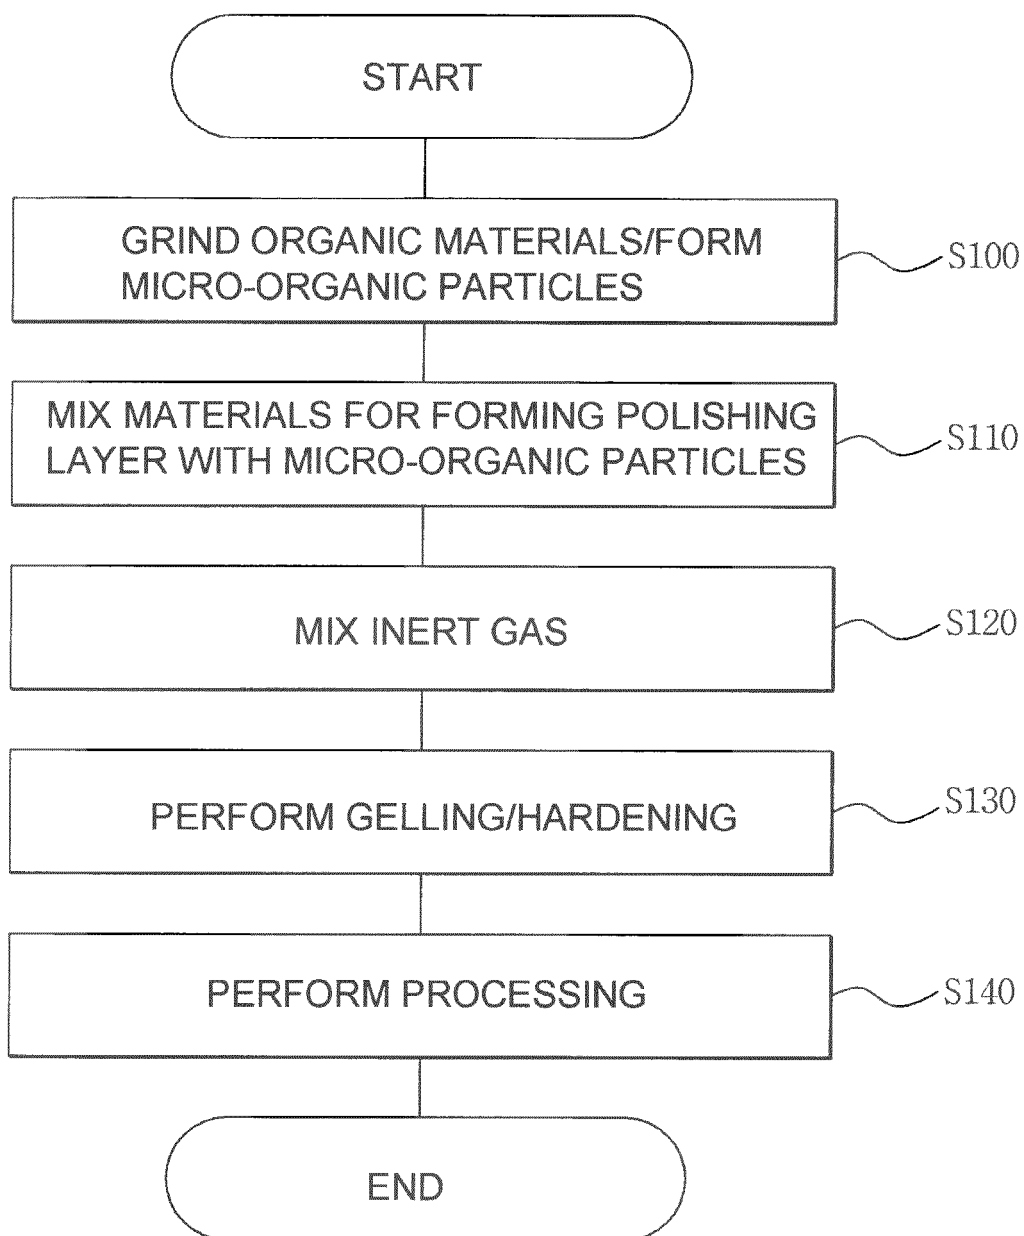 START
GRIND ORGANIC MATERIALS/FORM
MICRO-ORGANIC PARTICLES
S100
MIX MATERIALS FOR FORMING POLISHING
LAYER WITH MICRO-ORGANIC PARTICLES
S110
MIX INERT GAS
S120
PERFORM GELLING/HARDENING
S130
PERFORM PROCESSING
S140
END